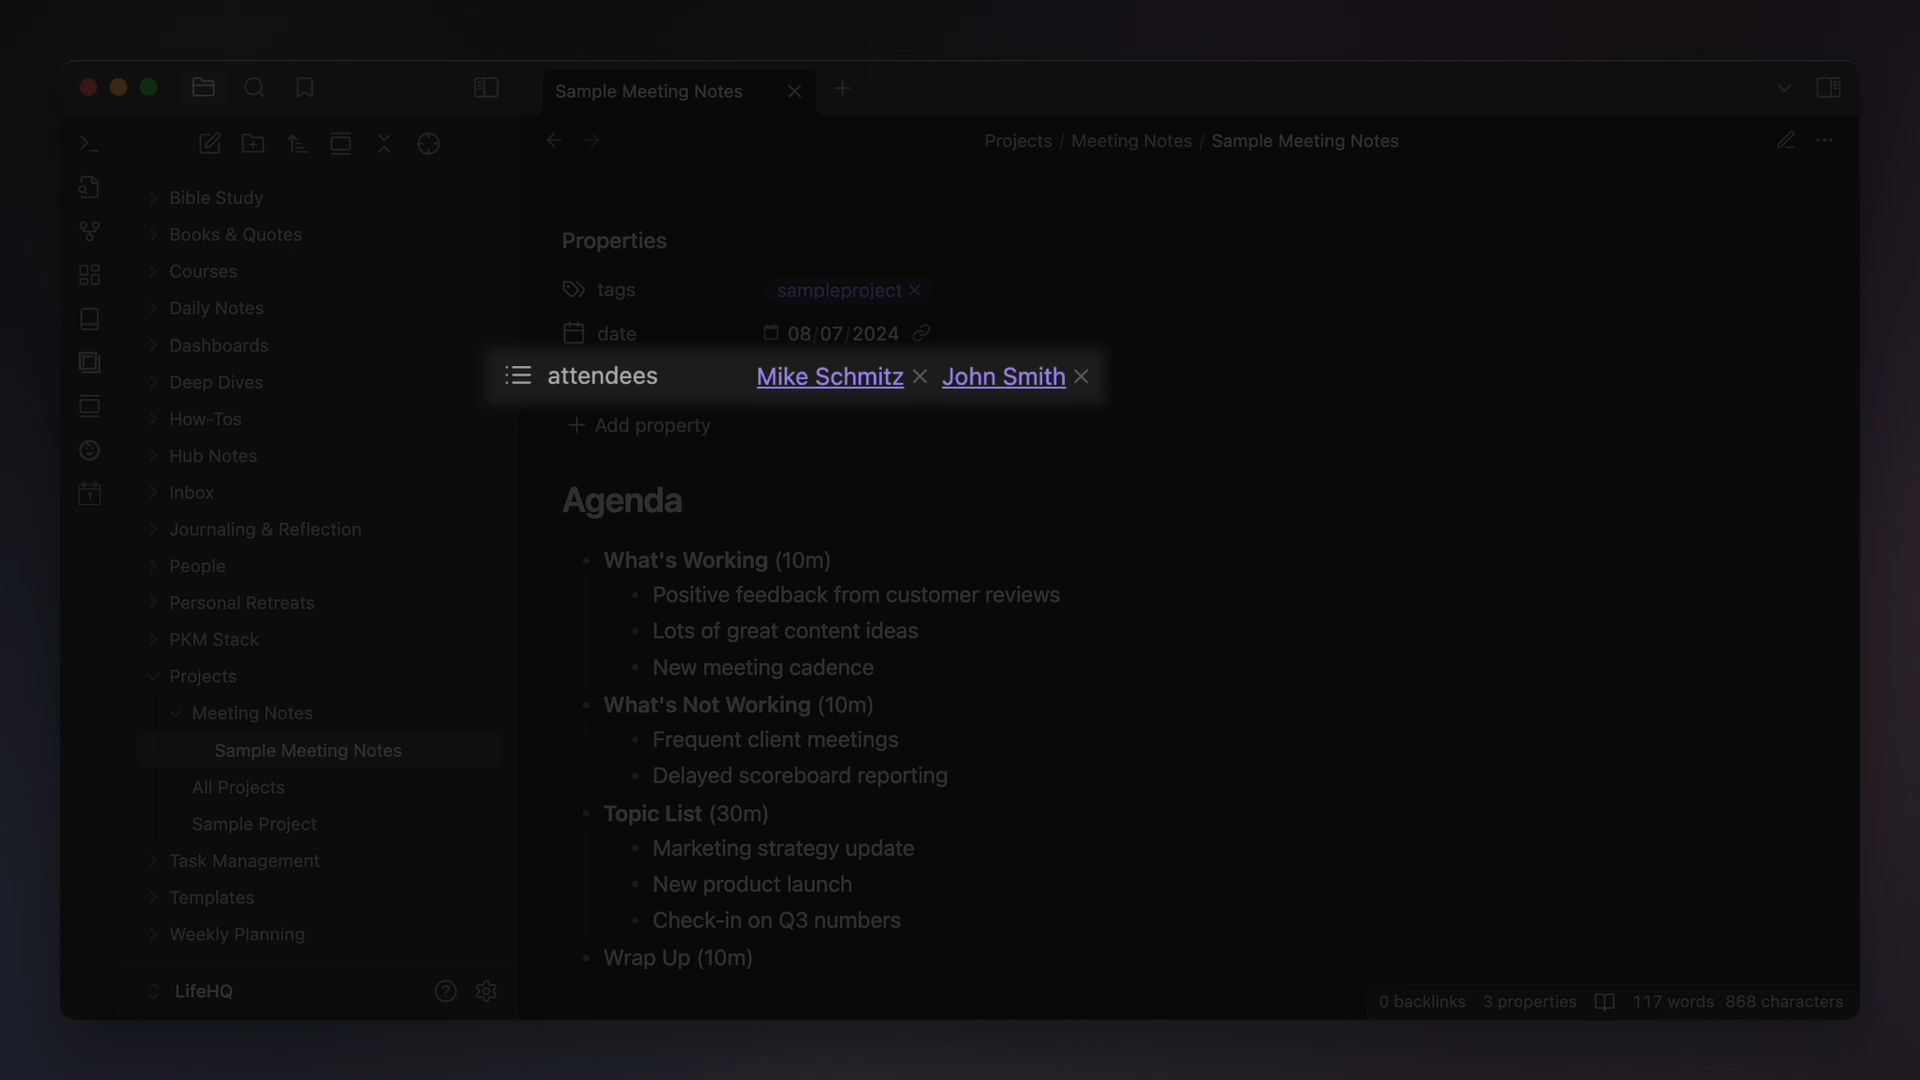 Sample Meeting Notes
Projects / Meeting Notes / Sample Meeting Notes
Bible Study
Books & Quotes
Courses
Daily Notes
Dashboards
Deep Dives
How-Tos
Hub Notes
Inbox
Journaling & Reflection
People
Personal Retreats
PKM Stack
Projects
Meeting Notes
Sample Meeting Notes
All Projects
Sample Project
Task Management
Templates
Weekly Planning
LifeHQ
1
Properties
tags sampleproject
date 08/07/2024
attendees Mike Schmitz John Smith
Add property
Agenda
What's Working (10m)
Positive feedback from customer reviews
Lots of great content ideas
New meeting cadence
What's Not Working (10m)
Frequent client meetings
Delayed scoreboard reporting
Topic List (30m)
Marketing strategy update
New product launch
Check-in on Q3 numbers
Wrap Up (10m)
0 backlinks 3 properties 117 words 868 characters